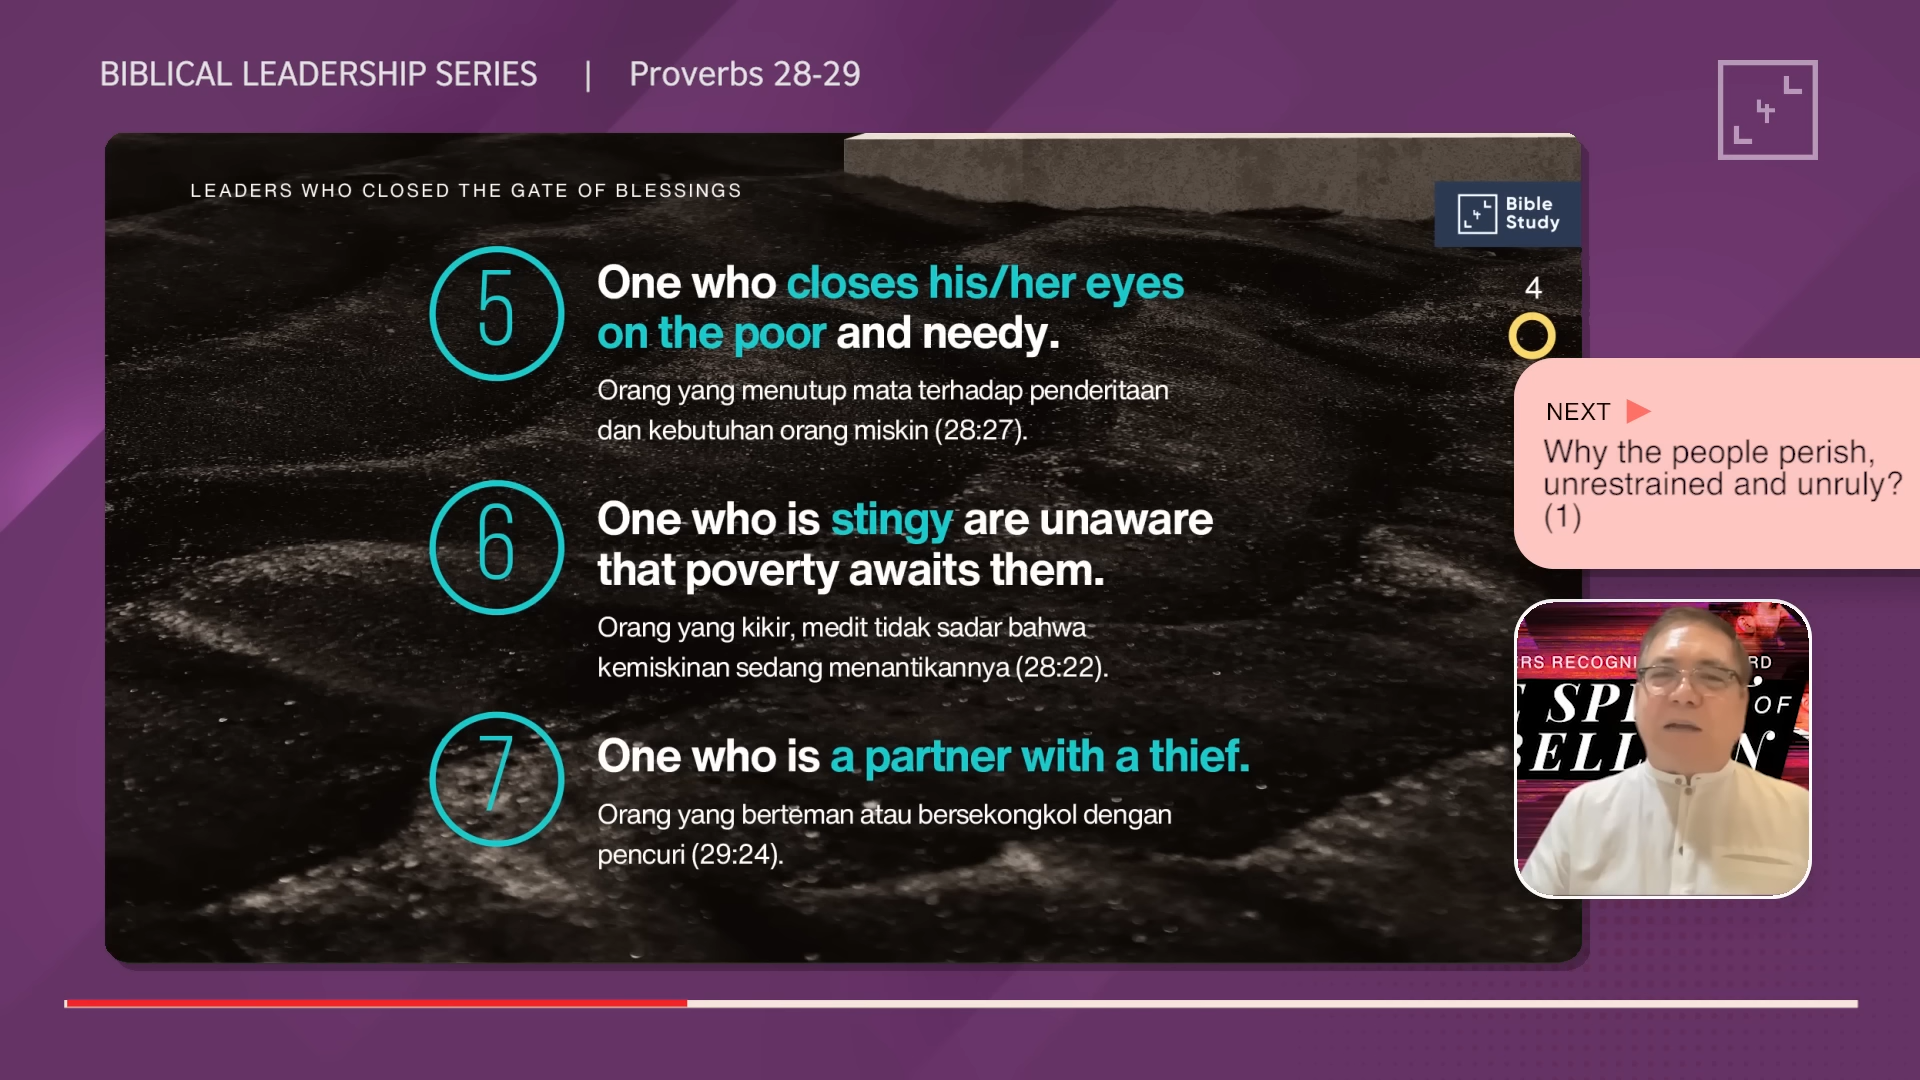 BIBLICAL LEADERSHIP SERIES | Proverbs 28-29
LEADERS WHO CLOSED THE GATE OF BLESSINGS
Bible
Study
5
One who closes his/her eyes
on the poor and needy.
Orang yang menutup mata terhadap penderitaan
dan kebutuhan orang miskin (28:27).
6
One who is stingy are unaware
that poverty awaits them.
Orang yang kikir, medit tidak sadar bahwa
kemiskinan sedang menantikannya (28:22).
7
One who is a partner with a thief.
Orang yang berteman atau bersekongkol dengan
pencuri (29:24).
4
NEXT
Why the people perish,
unrestrained and unruly?
(1)
OF